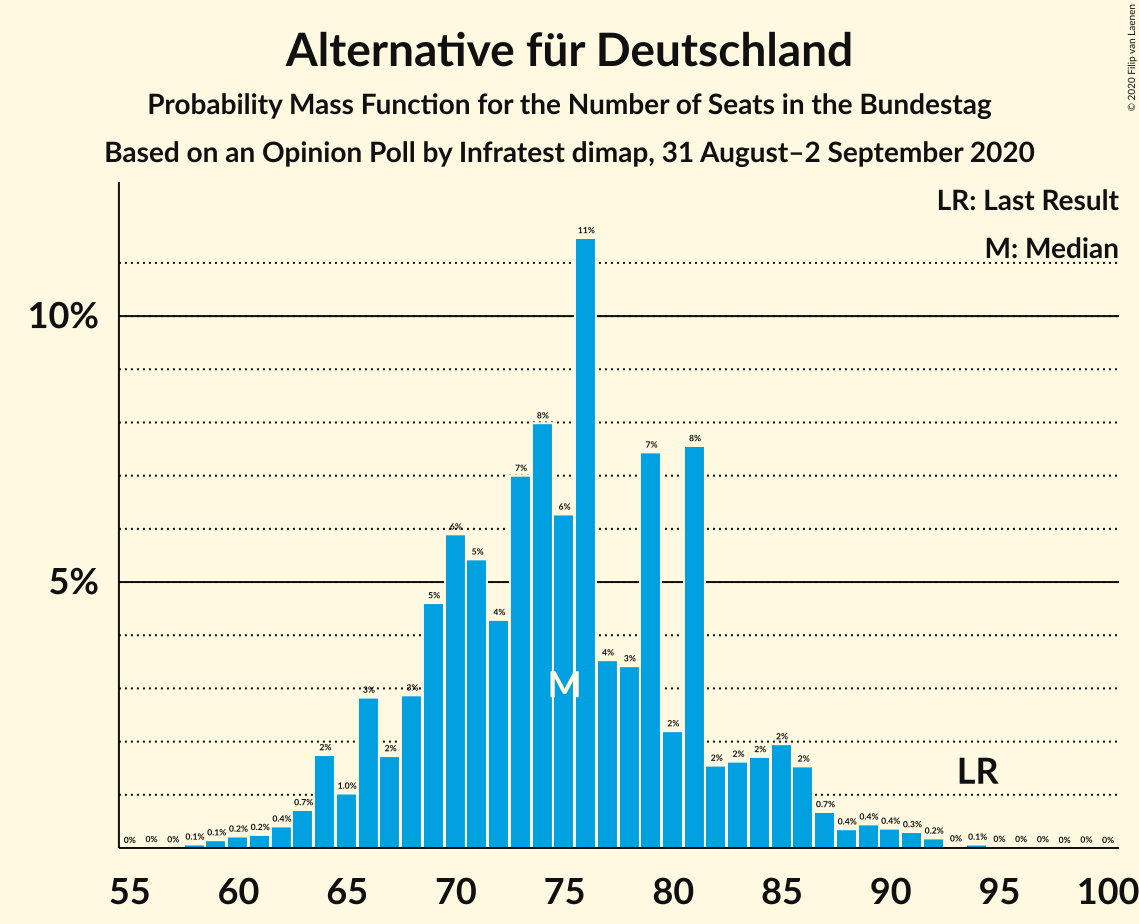 Alternative für Deutschland
Probability Mass Function for the Number of Seats in the Bundestag
Based on an Opinion Poll by Infratest dimap, 31 August–2 September 2020
© 2020 Filip van Laenen
LR: Last Result
M: Median
10%
5%
0% 0% 0% 0.1% 0.1% 0.2% 0.2% 0.4% 0.7% 2% 1.0% 3% 2% 3% 5% 6% 5% 4% 7% 8% 6% 11% 4% 3% 7% 2% 8% 2% 2% 2% 2% 2% 0.7% 0.4% 0.4% 0.4% 0.3% 0.2% 0% 0.1% 0% 0% 0% 0% 0% 0%
M
LR
55 60 65 70 75 80 85 90 95 100